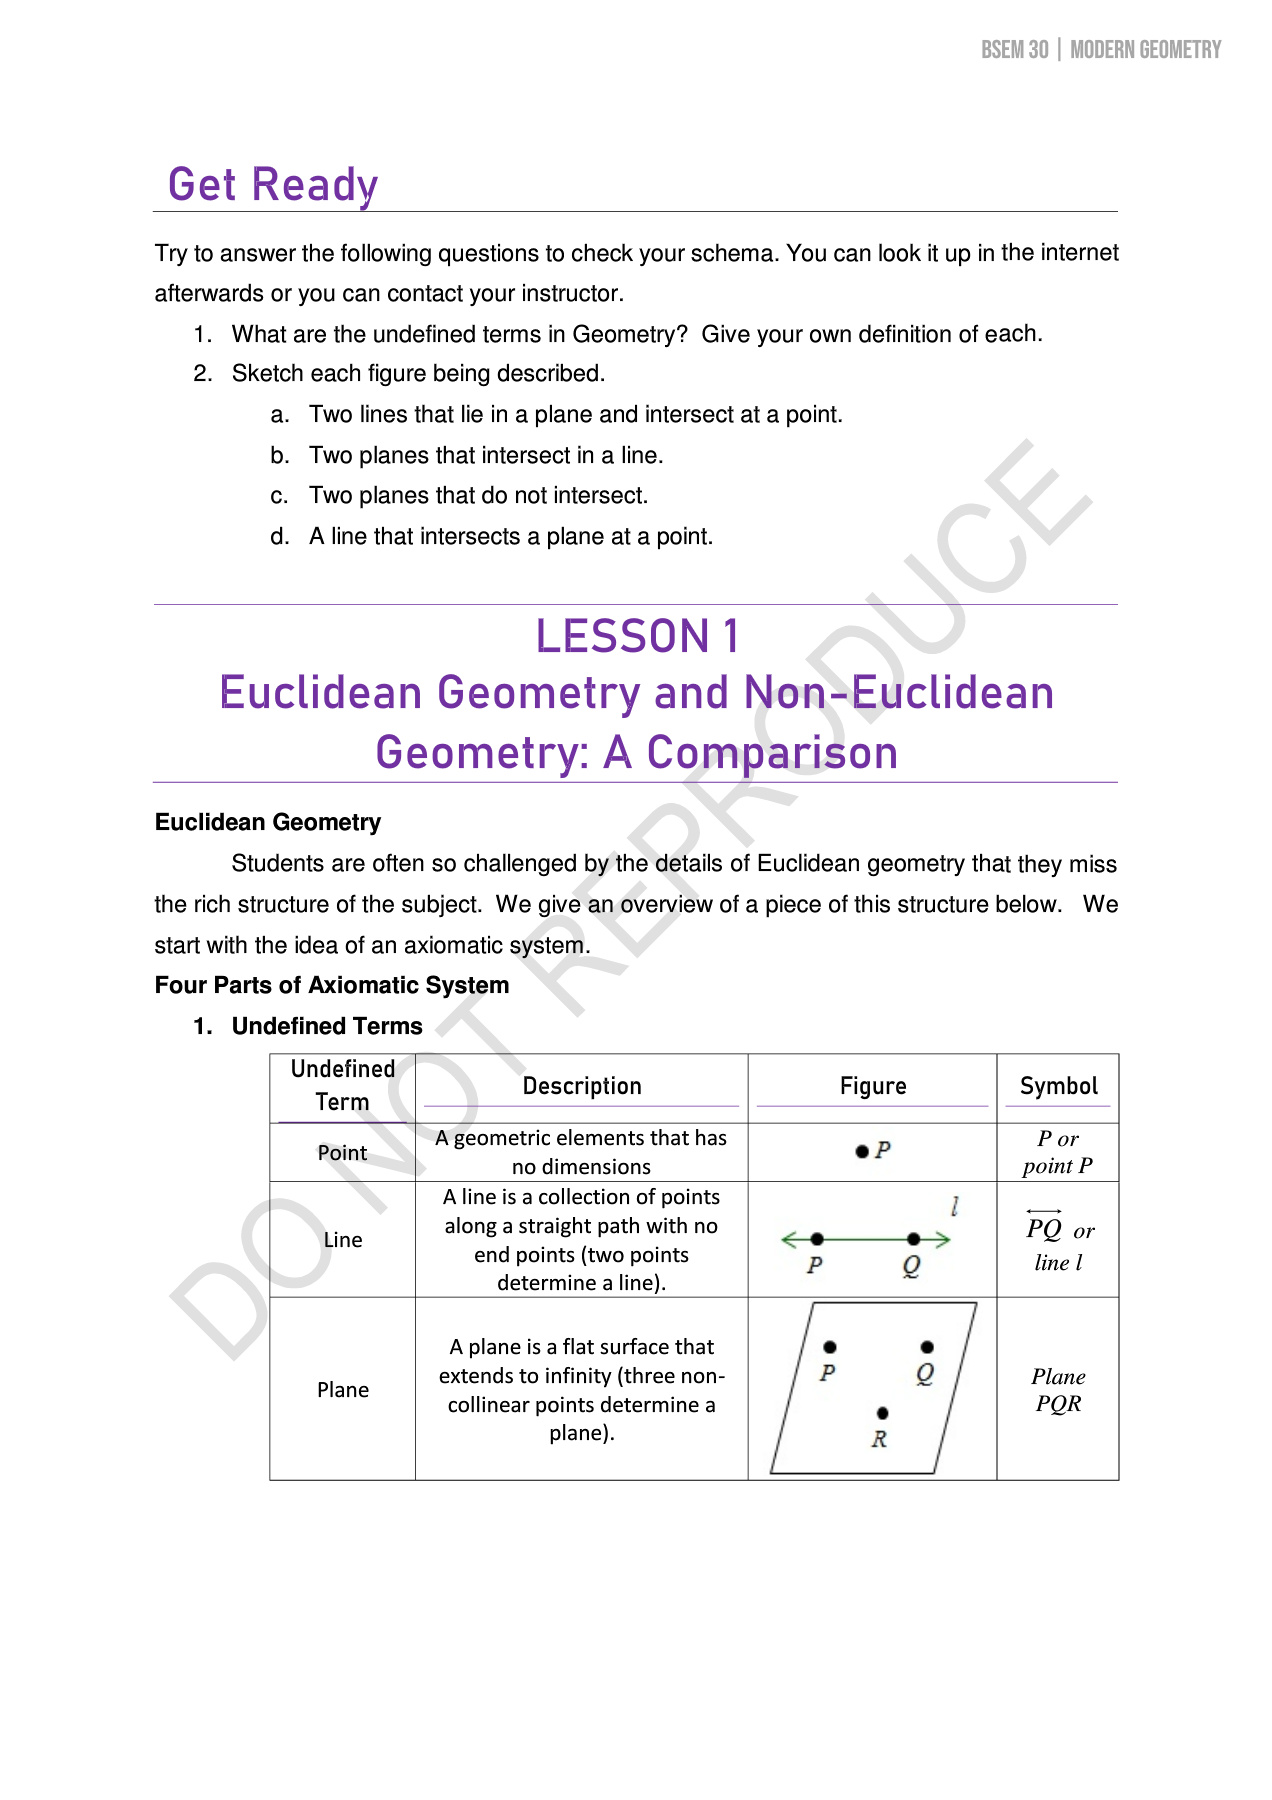 BSEM 30 | MODERN GEOMETRY
Get Ready
Try to answer the following questions to check your schema. You can look it up in the internet
afterwards or you can contact your instructor.
1. What are the undefined terms in Geometry?  Give your own definition of each.
2. Sketch each figure being described.
a. Two lines that lie in a plane and intersect at a point.
b. Two planes that intersect in a line.
c. Two planes that do not intersect.
d. A line that intersects a plane at a point.
LESSON 1
Euclidean Geometry and Non-Euclidean
Geometry: A Comparison
Euclidean Geometry
Students are often so challenged by the details of Euclidean geometry that they miss
the rich structure of the subject.  We give an overview of a piece of this structure below.   We
start with the idea of an axiomatic system.
Four Parts of Axiomatic System
1. Undefined Terms
Undefined
Term
Description
Figure
Symbol
Point
A geometric elements that has
no dimensions
P
P or
point P
Line
A line is a collection of points
along a straight path with no
end points (two points
determine a line).
l
P Q
PQ or
line l
Plane
A plane is a flat surface that
extends to infinity (three non-
collinear points determine a
plane).
P Q
R
Plane
PQR
DO NOT REPRODUCE